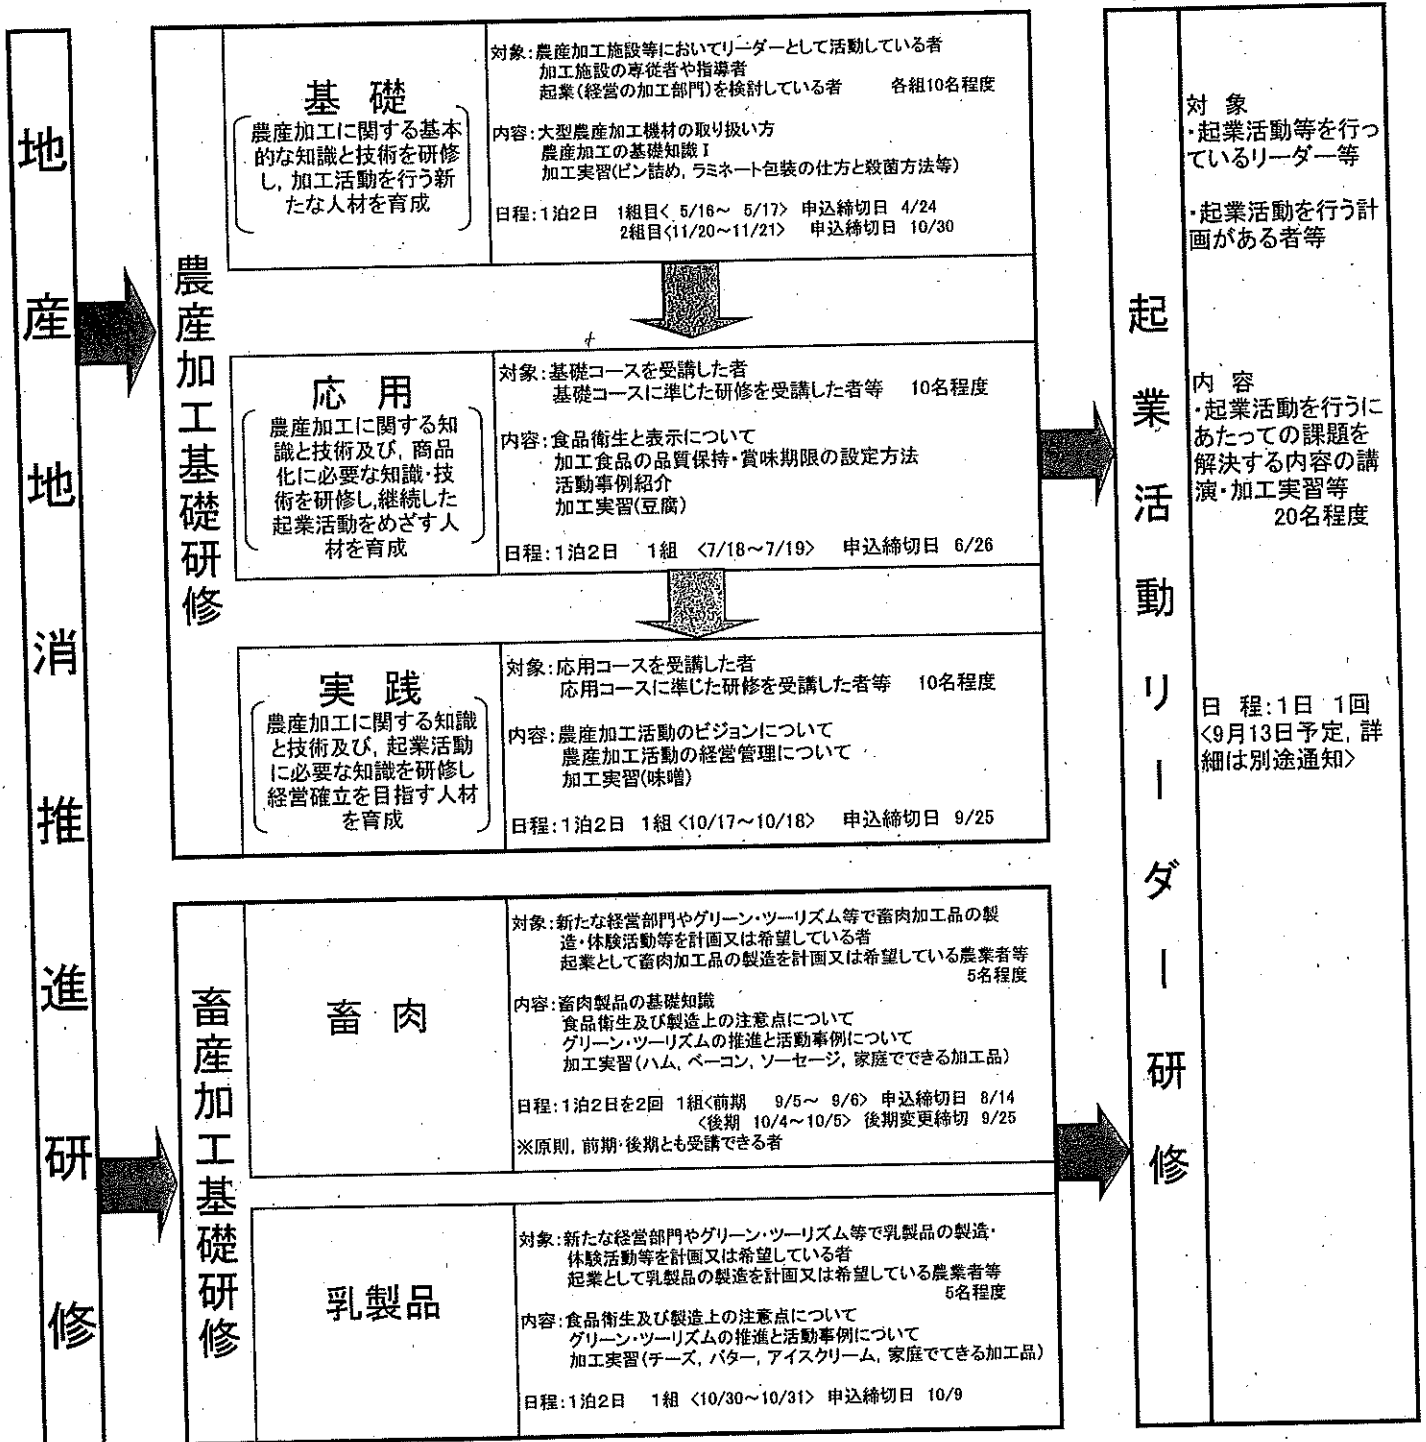 地産地消推進研修
農産加工基礎研修
基 礎
農産加工に関する基本
的な知識と技術を研修
し, 加工活動を行う新
たな人材を育成
対象:農産加工施設等においてリーダーとして活動している者
加工施設の専従者や指導者
起業(経営の加工部門)を検討している者 各組10名程度
内容:大型農産加工機材の取り扱い方
農産加工の基礎知識Ⅰ
加工実習(ビン詰め, ラミネート包装の仕方と殺菌方法等)
日程:1泊2日 1組目< 5/16~ 5/17> 申込締切日 4/24
2組目<11/20~11/21> 申込締切日 10/30
応 用
農産加工に関する知
識と技術及び, 商品
化に必要な知識・技
術を研修し,継続した
起業活動をめざす人
材を育成
対象:基礎コースを受講した者
基礎コースに準じた研修を受講した者等 10名程度
内容:食品衛生と表示について
加工食品の品質保持・賞味期限の設定方法
活動事例紹介
加工実習(豆腐)
日程:1泊2日 1組 <7/18~7/19> 申込締切日 6/26
実 践
農産加工に関する知識
と技術及び, 起業活動
に必要な知識を研修し
経営確立を目指す人材
を育成
対象:応用コースを受講した者
応用コースに準じた研修を受講した者等 10名程度
内容:農産加工活動のビジョンについて
農産加工活動の経営管理について
加工実習(味噌)
日程:1泊2日 1組 <10/17~10/18> 申込締切日 9/25
畜産加工基礎研修
畜 肉
対象:新たな経営部門やグリーン・ツーリズム等で畜肉加工品の製
造・体験活動等を計画又は希望している者
起業として畜肉加工品の製造を計画又は希望している農業者等
5名程度
内容:畜肉製品の基礎知識
食品衛生及び製造上の注意点について
グリーン・ツーリズムの推進と活動事例について
加工実習(ハム, ベーコン, ソーセージ, 家庭でできる加工品)
日程:1泊2日を2回 1組<前期 9/5~ 9/6> 申込締切日 8/14
<後期 10/4~10/5> 後期変更締切 9/25
※原則, 前期・後期とも受講できる者
乳製品
対象:新たな経営部門やグリーン・ツーリズム等で乳製品の製造・
体験活動等を計画又は希望している者
起業として乳製品の製造を計画又は希望している農業者等
5名程度
内容:食品衛生及び製造上の注意点について
グリーン・ツーリズムの推進と活動事例について
加工実習(チーズ, バター, アイスクリーム, 家庭でてきる加工品)
日程:1泊2日 1組 <10/30~10/31> 申込締切日 10/9
起業活動リーダー研修
対 象
・起業活動等を行っ
ているリーダー等
・起業活動を行う計
画がある者等
内 容
・起業活動を行うに
あたっての課題を
解決する内容の講
演・加工実習等
20名程度
日 程:1日 1回
<9月13日予定, 詳
細は別途通知>